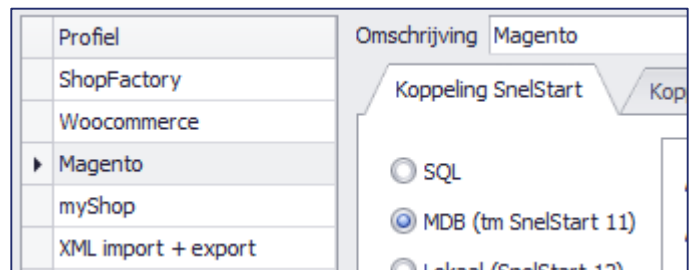 Profiel
ShopFactory
Woocommerce
Magento
myShop
XML import + export
Omschrijving Magento
Koppeling SnelStart
SQL
MDB (tm SnelStart 11)